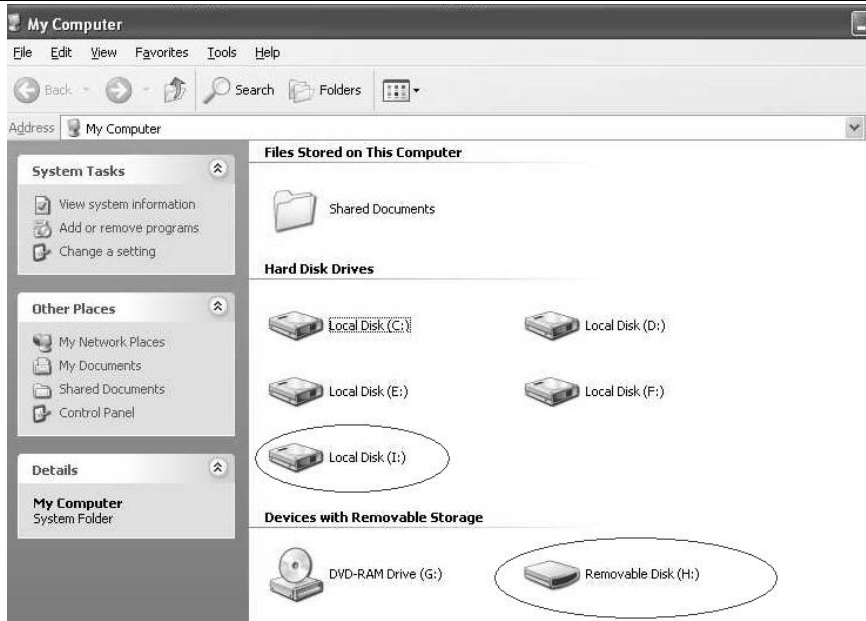 My Computer
File Edit View Favorites Tools Help
Back Search Folders
Address My Computer
System Tasks
View system information
Add or remove programs
Change a setting
Other Places
My Network Places
My Documents
Shared Documents
Control Panel
Details
My Computer
System Folder
Files Stored on This Computer
Shared Documents
Hard Disk Drives
Local Disk (C:) Local Disk (D:)
Local Disk (E:) Local Disk (F:)
Local Disk (I:)
Devices with Removable Storage
DVD-RAM Drive (G:) Removable Disk (H:)